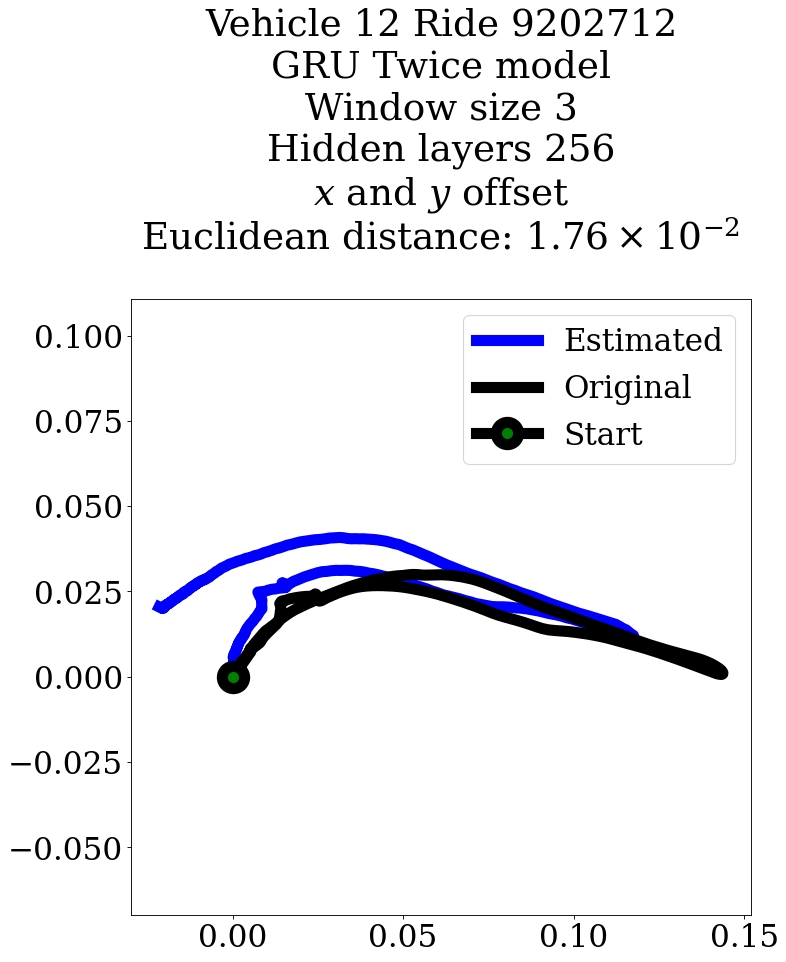 Vehicle 12 Ride 9202712
GRU Twice model
Window size 3
Hidden layers 256
x and y offset
Euclidean distance: 1.76 × 10⁻²
Estimated
Original
Start
0.100
0.075
0.050
0.025
0.000
−0.025
−0.050
0.00 0.05 0.10 0.15